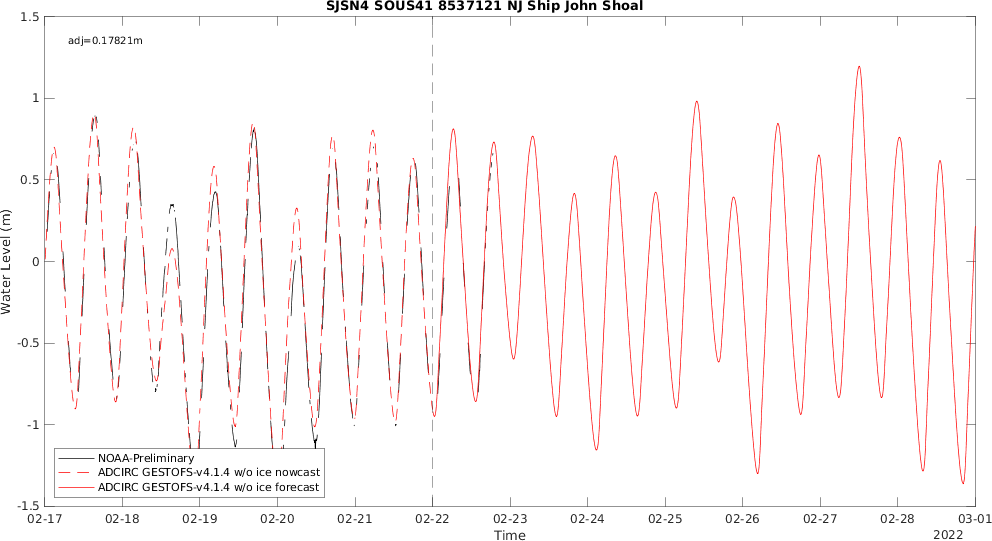 SJSN4 SOUS41 8537121 NJ Ship John Shoal
1.5
adj=0.17821m
1
0.5
0
-0.5
-1
-1.5
Water Level (m)
NOAA-Preliminary
ADCIRC GESTOFS-v4.1.4 w/o ice nowcast
ADCIRC GESTOFS-v4.1.4 w/o ice forecast
02-17 02-18 02-19 02-20 02-21 02-22 02-23 02-24 02-25 02-26 02-27 02-28 03-01
Time
2022